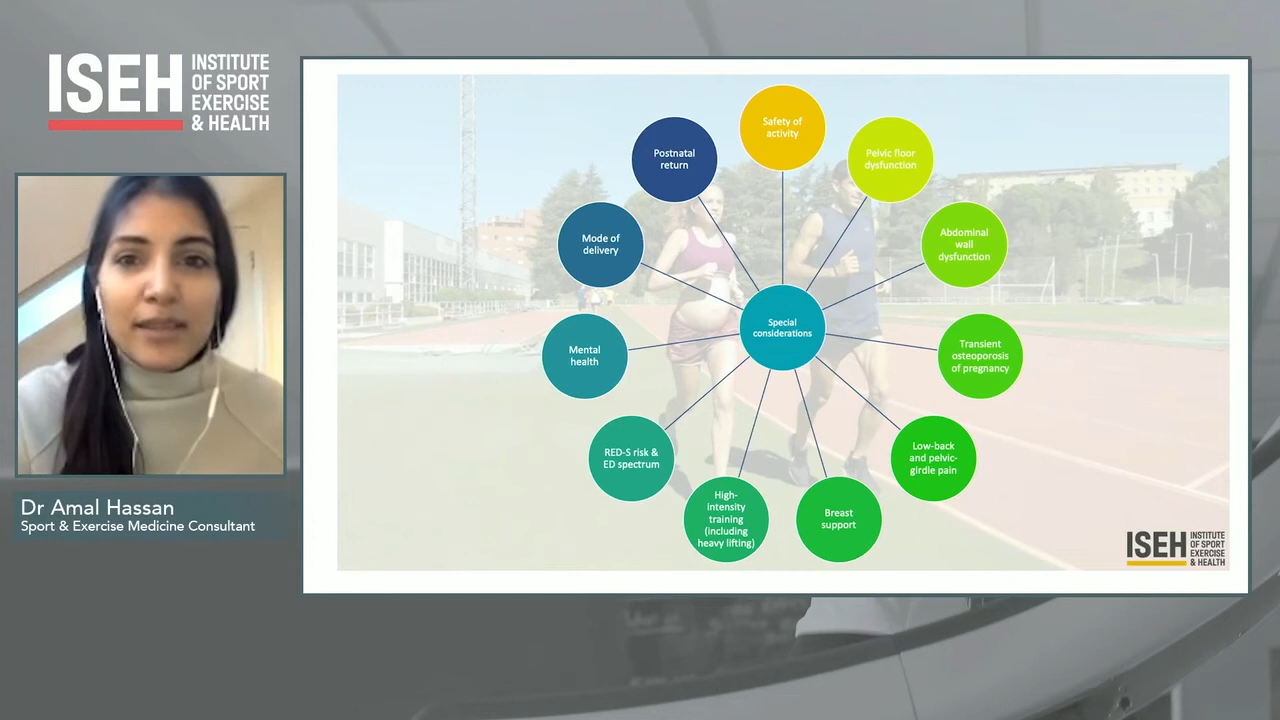 ISEH
INSTITUTE
OF SPORT
EXERCISE
& HEALTH
Dr Amal Hassan
Sport & Exercise Medicine Consultant
Safety of
activity
Pelvic floor
dysfunction
Abdominal
wall
dysfunction
Transient
osteoporosis
of pregnancy
Low-back
and pelvic-
girdle pain
Breast
support
High-
intensity
training
(including
heavy lifting)
RED-S risk &
ED spectrum
Mental
health
Mode of
delivery
Postnatal
return
Special
considerations
ISEH
INSTITUTE
OF SPORT
EXERCISE
& HEALTH